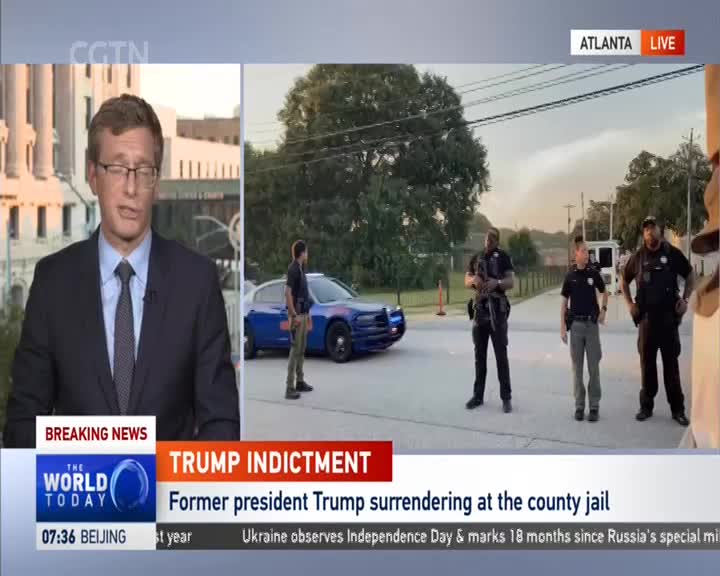 CGTN
ATLANTA LIVE
BREAKING NEWS
TRUMP INDICTMENT
THE WORLD TODAY
Former president Trump surrendering at the county jail
07:36 BEIJING
st year Ukraine observes Independence Day & marks 18 months since Russia's special mi